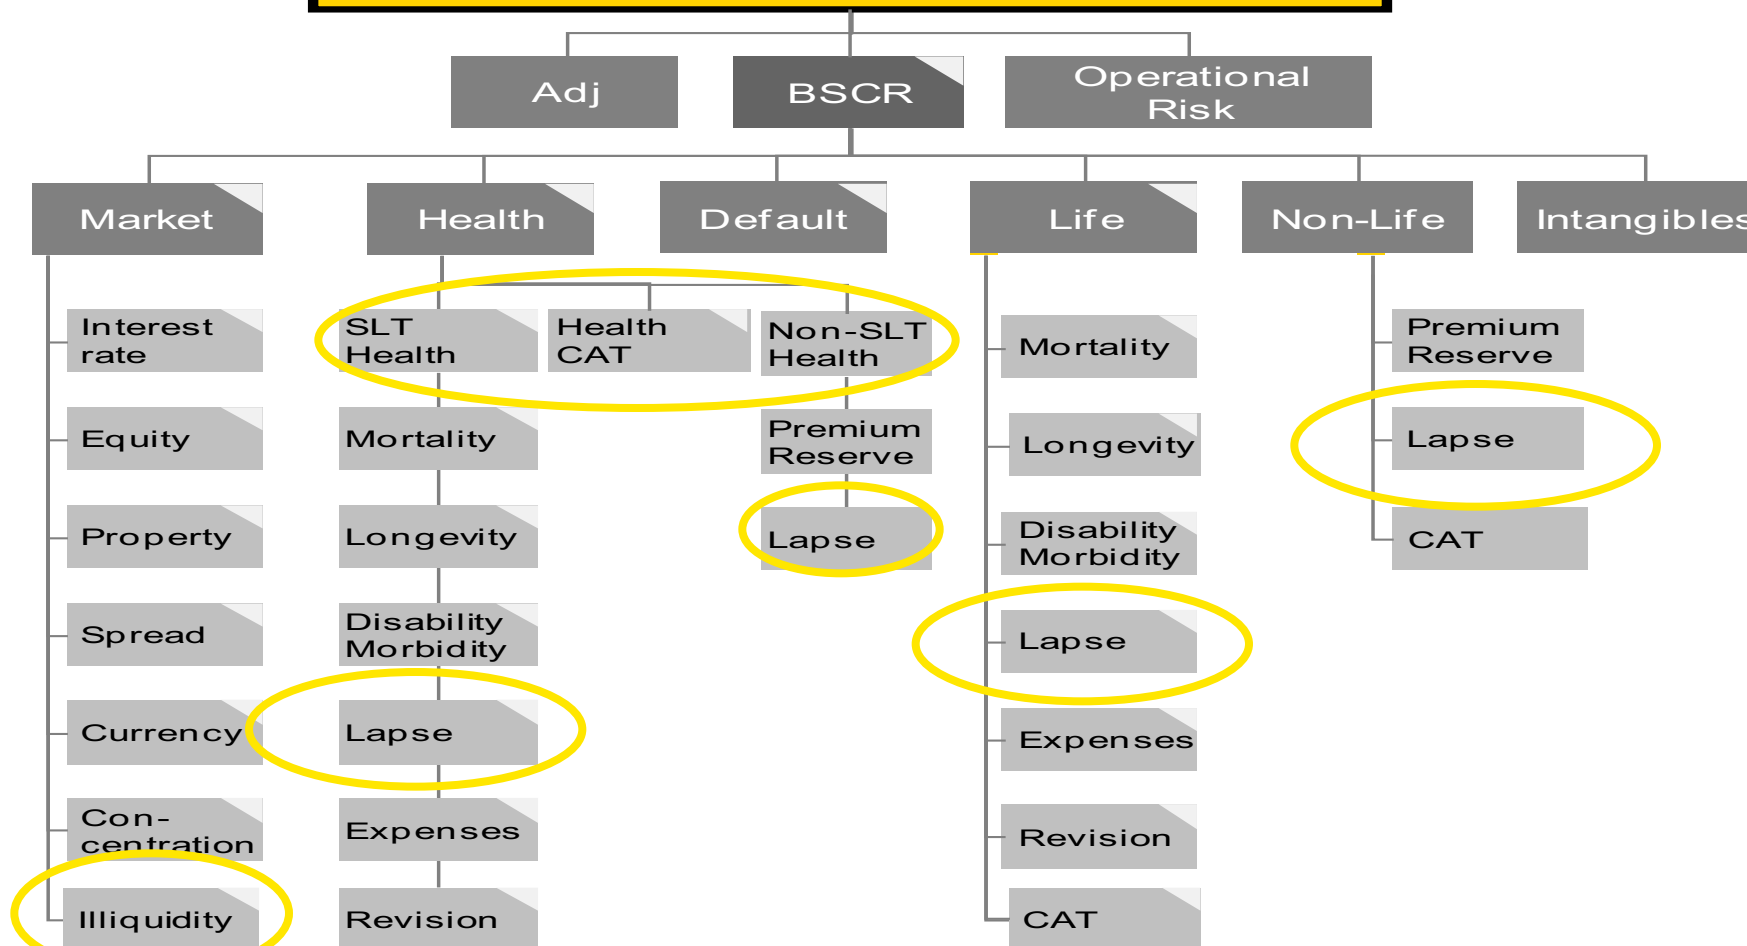 Adj
BSCR
Operational
Risk
Market
Health
Default
Life
Non-Life
Intangibles
Interest
rate
Equity
Property
Spread
Currency
Con-
centration
Illiquidity
SLT
Health
Mortality
Longevity
Disability
Morbidity
Lapse
Expenses
Revision
Health
CAT
Non-SLT
Health
Premium
Reserve
Lapse
Mortality
Longevity
Disability
Morbidity
Lapse
Expenses
Revision
CAT
Premium
Reserve
Lapse
CAT